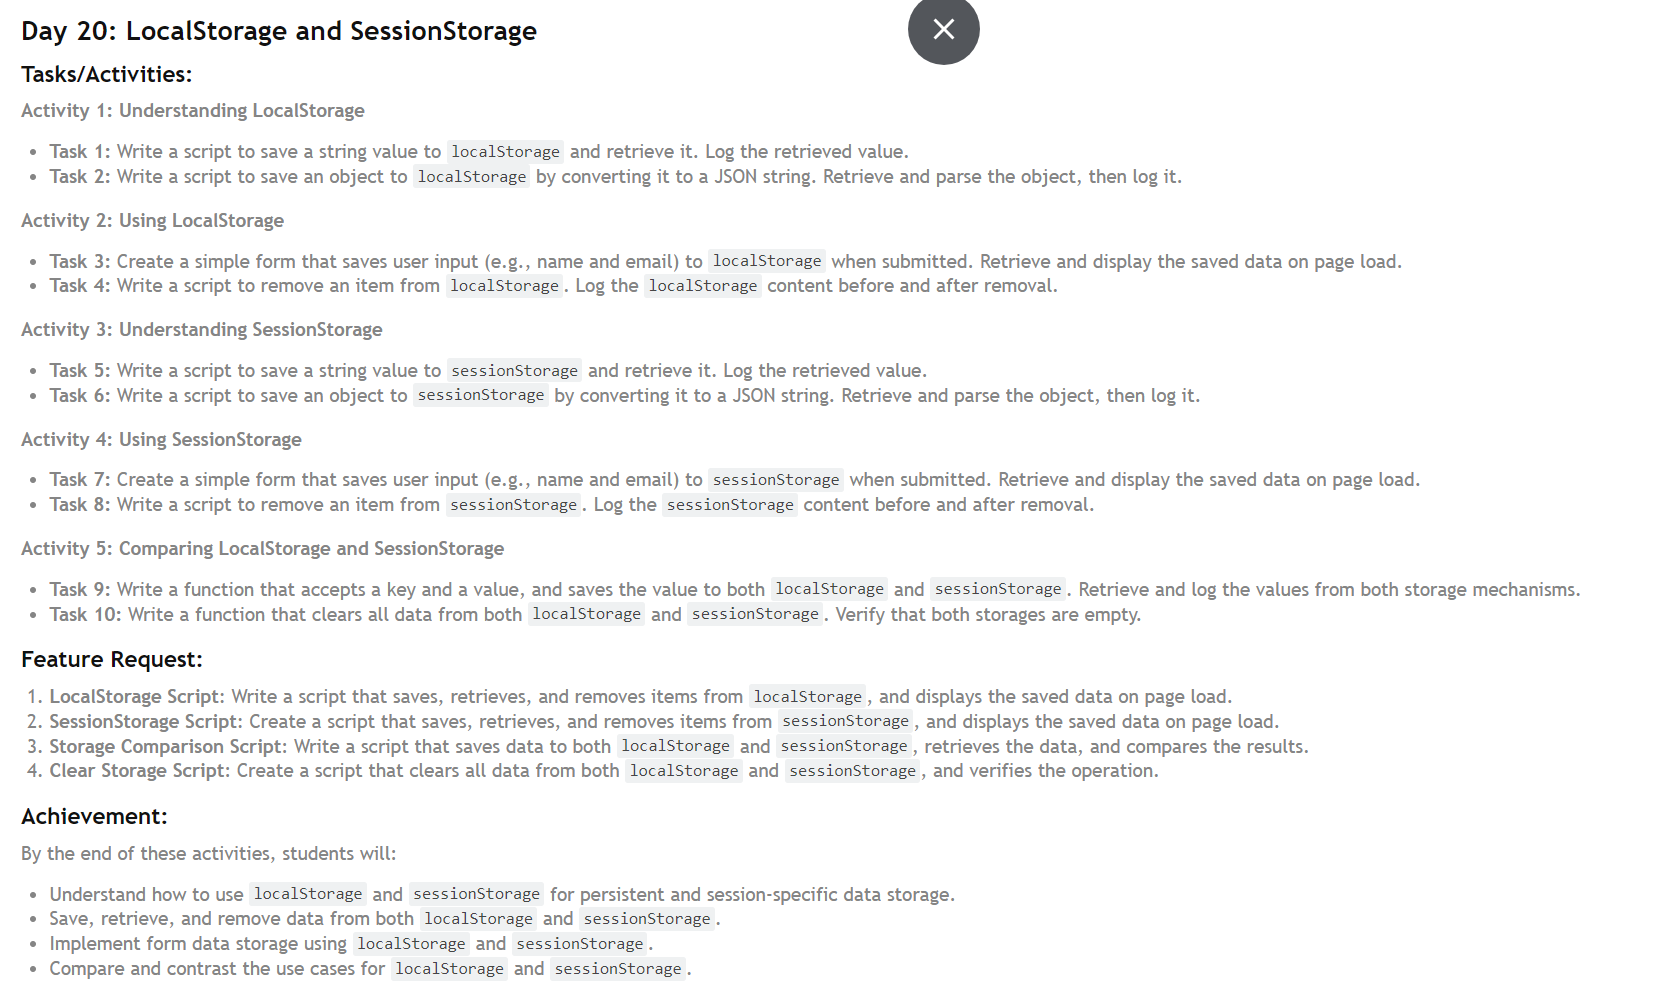 Day 20: LocalStorage and SessionStorage
Tasks/Activities:
Activity 1: Understanding LocalStorage
• Task 1: Write a script to save a string value to localStorage and retrieve it. Log the retrieved value.
• Task 2: Write a script to save an object to localStorage by converting it to a JSON string. Retrieve and parse the object, then log it.
Activity 2: Using LocalStorage
• Task 3: Create a simple form that saves user input (e.g., name and email) to localStorage when submitted. Retrieve and display the saved data on page load.
• Task 4: Write a script to remove an item from localStorage. Log the localStorage content before and after removal.
Activity 3: Understanding SessionStorage
• Task 5: Write a script to save a string value to sessionStorage and retrieve it. Log the retrieved value.
• Task 6: Write a script to save an object to sessionStorage by converting it to a JSON string. Retrieve and parse the object, then log it.
Activity 4: Using SessionStorage
• Task 7: Create a simple form that saves user input (e.g., name and email) to sessionStorage when submitted. Retrieve and display the saved data on page load.
• Task 8: Write a script to remove an item from sessionStorage. Log the sessionStorage content before and after removal.
Activity 5: Comparing LocalStorage and SessionStorage
• Task 9: Write a function that accepts a key and a value, and saves the value to both localStorage and sessionStorage. Retrieve and log the values from both storage mechanisms.
• Task 10: Write a function that clears all data from both localStorage and sessionStorage. Verify that both storages are empty.
Feature Request:
1. LocalStorage Script: Write a script that saves, retrieves, and removes items from localStorage, and displays the saved data on page load.
2. SessionStorage Script: Create a script that saves, retrieves, and removes items from sessionStorage, and displays the saved data on page load.
3. Storage Comparison Script: Write a script that saves data to both localStorage and sessionStorage, retrieves the data, and compares the results.
4. Clear Storage Script: Create a script that clears all data from both localStorage and sessionStorage, and verifies the operation.
Achievement:
By the end of these activities, students will:
• Understand how to use localStorage and sessionStorage for persistent and session-specific data storage.
• Save, retrieve, and remove data from both localStorage and sessionStorage.
• Implement form data storage using localStorage and sessionStorage.
• Compare and contrast the use cases for localStorage and sessionStorage.